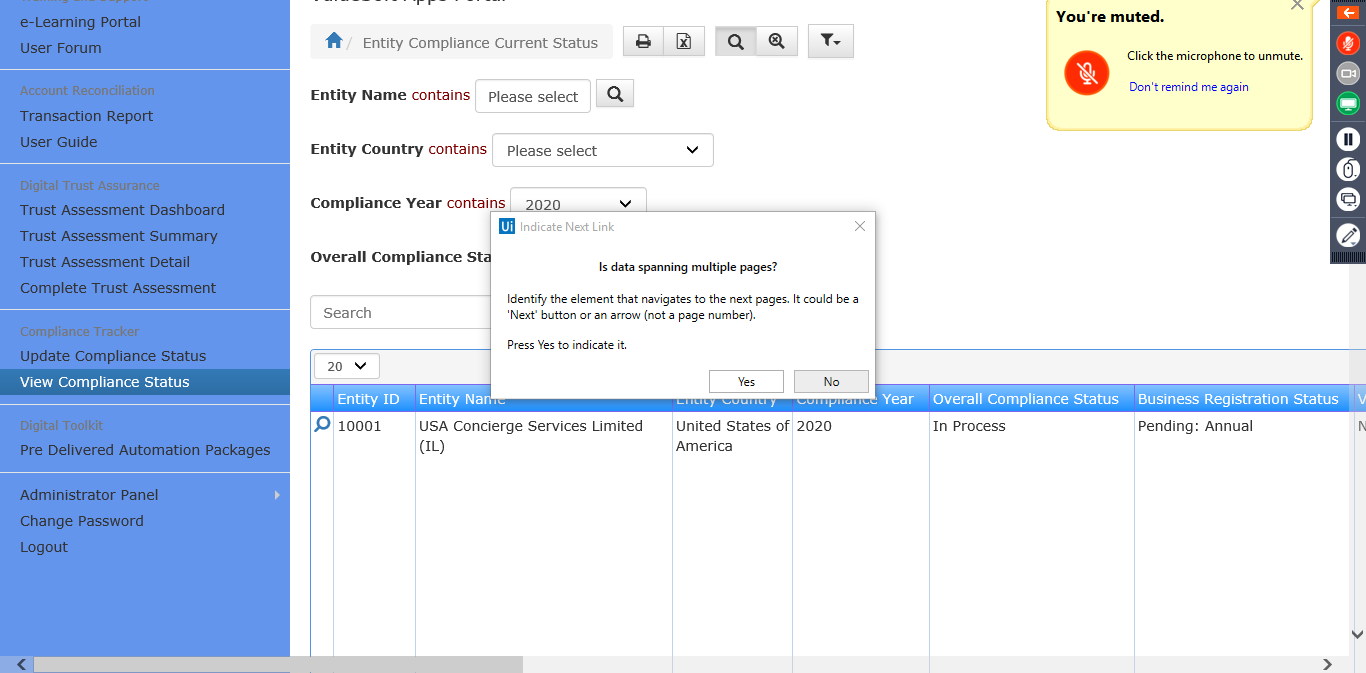 e-Learning Portal
User Forum
Account Reconciliation
Transaction Report
User Guide
Digital Trust Assurance
Trust Assessment Dashboard
Trust Assessment Summary
Trust Assessment Detail
Complete Trust Assessment
Compliance Tracker
Update Compliance Status
View Compliance Status
Digital Toolkit
Pre Delivered Automation Packages
Administrator Panel
Change Password
Logout
/ Entity Compliance Current Status
Entity Name contains Please select
Entity Country contains Please select
Compliance Year contains 2020
Overall Compliance Sta
Search
20
Ui Indicate Next Link
Is data spanning multiple pages?
Identify the element that navigates to the next pages. It could be a
'Next' button or an arrow (not a page number).
Press Yes to indicate it.
Yes No
Entity ID Entity Name Entity Country Compliance Year Overall Compliance Status Business Registration Status V
10001 USA Concierge Services Limited United States of 2020 In Process Pending: Annual N
(IL) America
You're muted.
Click the microphone to unmute.
Don't remind me again